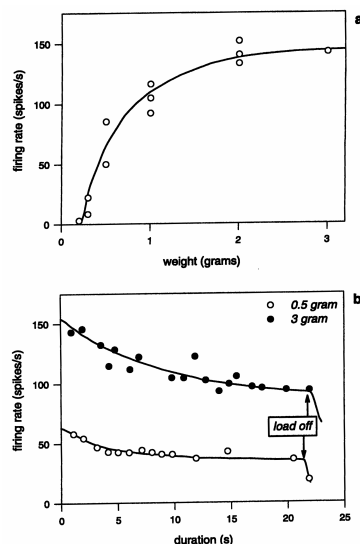 a
150
100
50
0
firing rate (spikes/s)
0 1 2 3
weight (grams)
b
0.5 gram
3 gram
150
100
50
0
firing rate (spikes/s)
load off
0 5 10 15 20 25
duration (s)